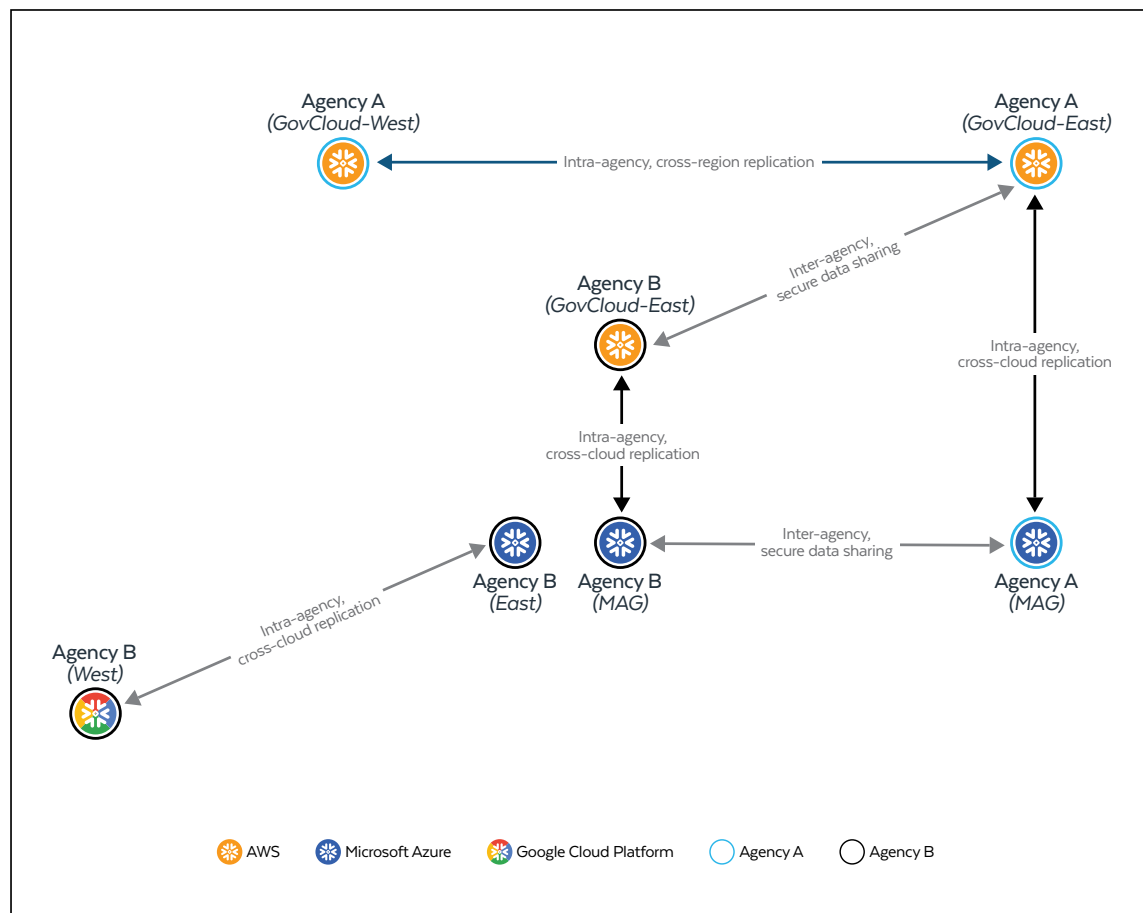 Agency A
(GovCloud-West)
Agency A
(GovCloud-East)
Intra-agency, cross-region replication
Inter-agency,
secure data sharing
Agency B
(GovCloud-East)
Intra-agency,
cross-cloud replication
Intra-agency,
cross-cloud replication
Inter-agency,
secure data sharing
Agency B
(East)
Agency B
(MAG)
Agency A
(MAG)
Intra-agency,
cross-cloud replication
Agency B
(West)
AWS
Microsoft Azure
Google Cloud Platform
Agency A
Agency B